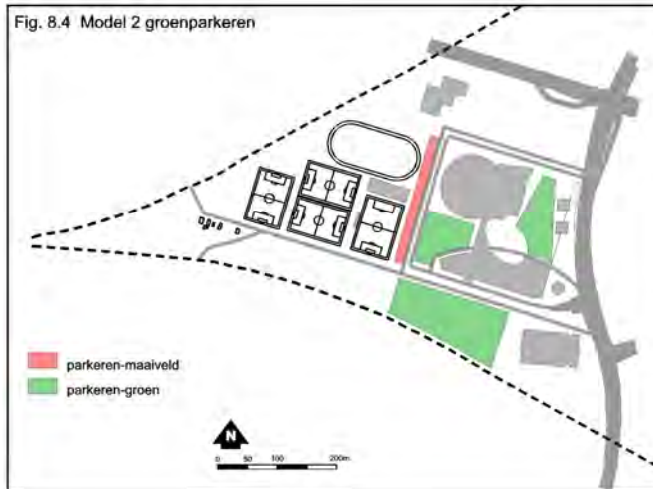 Fig. 8.4 Model 2 groenparkeren
parkeren-maaiveld
parkeren-groen
N
0 50 100 200m